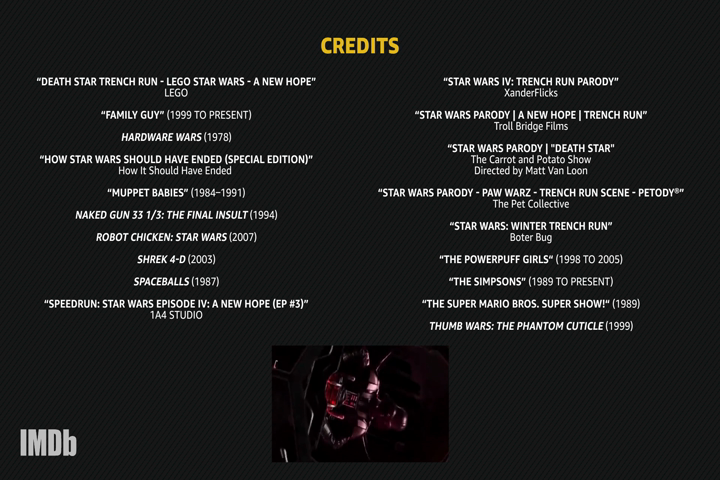 CREDITS
“DEATH STAR TRENCH RUN - LEGO STAR WARS - A NEW HOPE”
LEGO
“FAMILY GUY” (1999 TO PRESENT)
HARDWARE WARS (1978)
“HOW STAR WARS SHOULD HAVE ENDED (SPECIAL EDITION)”
How It Should Have Ended
“MUPPET BABIES” (1984–1991)
NAKED GUN 33 1/3: THE FINAL INSULT (1994)
ROBOT CHICKEN: STAR WARS (2007)
SHREK 4-D (2003)
SPACEBALLS (1987)
“SPEEDRUN: STAR WARS EPISODE IV: A NEW HOPE (EP #3)”
1A4 STUDIO
“STAR WARS IV: TRENCH RUN PARODY”
XanderFlicks
“STAR WARS PARODY | A NEW HOPE | TRENCH RUN”
Troll Bridge Films
“STAR WARS PARODY | "DEATH STAR"
The Carrot and Potato Show
Directed by Matt Van Loon
“STAR WARS PARODY - PAW WARZ - TRENCH RUN SCENE - PETODY®”
The Pet Collective
“STAR WARS: WINTER TRENCH RUN”
Boter Bug
“THE POWERPUFF GIRLS“ (1998 TO 2005)
“THE SIMPSONS” (1989 TO PRESENT)
“THE SUPER MARIO BROS. SUPER SHOW!“ (1989)
THUMB WARS: THE PHANTOM CUTICLE (1999)
IMDb